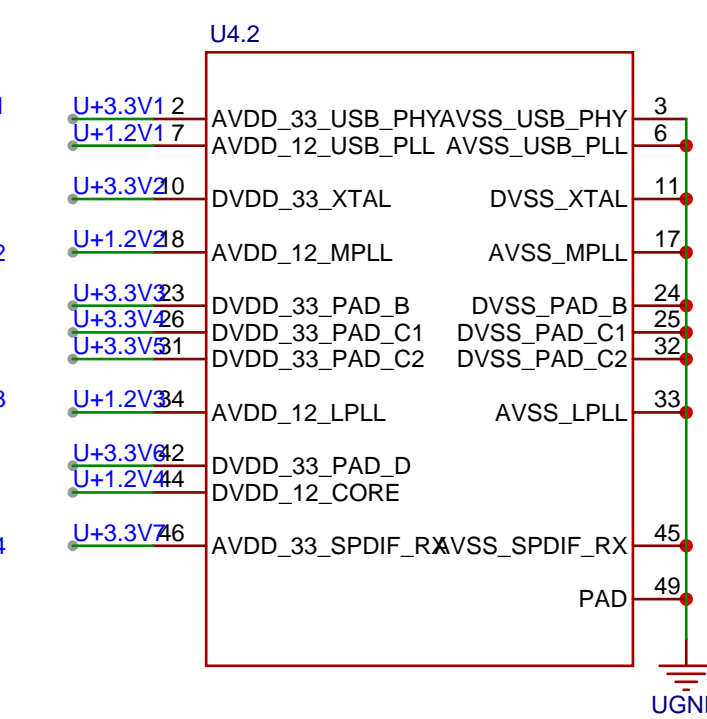 U4.2
U+3.3V1 2 AVDD_33_USB_PHY AVSS_USB_PHY 3
U+1.2V1 7 AVDD_12_USB_PLL AVSS_USB_PLL 6
U+3.3V2 10 DVDD_33_XTAL DVSS_XTAL 11
U+1.2V2 18 AVDD_12_MPLL AVSS_MPLL 17
U+3.3V3 23 DVDD_33_PAD_B DVSS_PAD_B 24
U+3.3V4 26 DVDD_33_PAD_C1 DVSS_PAD_C1 25
U+3.3V5 31 DVDD_33_PAD_C2 DVSS_PAD_C2 32
U+1.2V3 34 AVDD_12_LPLL AVSS_LPLL 33
U+3.3V6 42 DVDD_33_PAD_D
U+1.2V4 44 DVDD_12_CORE
U+3.3V7 46 AVDD_33_SPDIF_RX AVSS_SPDIF_RX 45
PAD 49